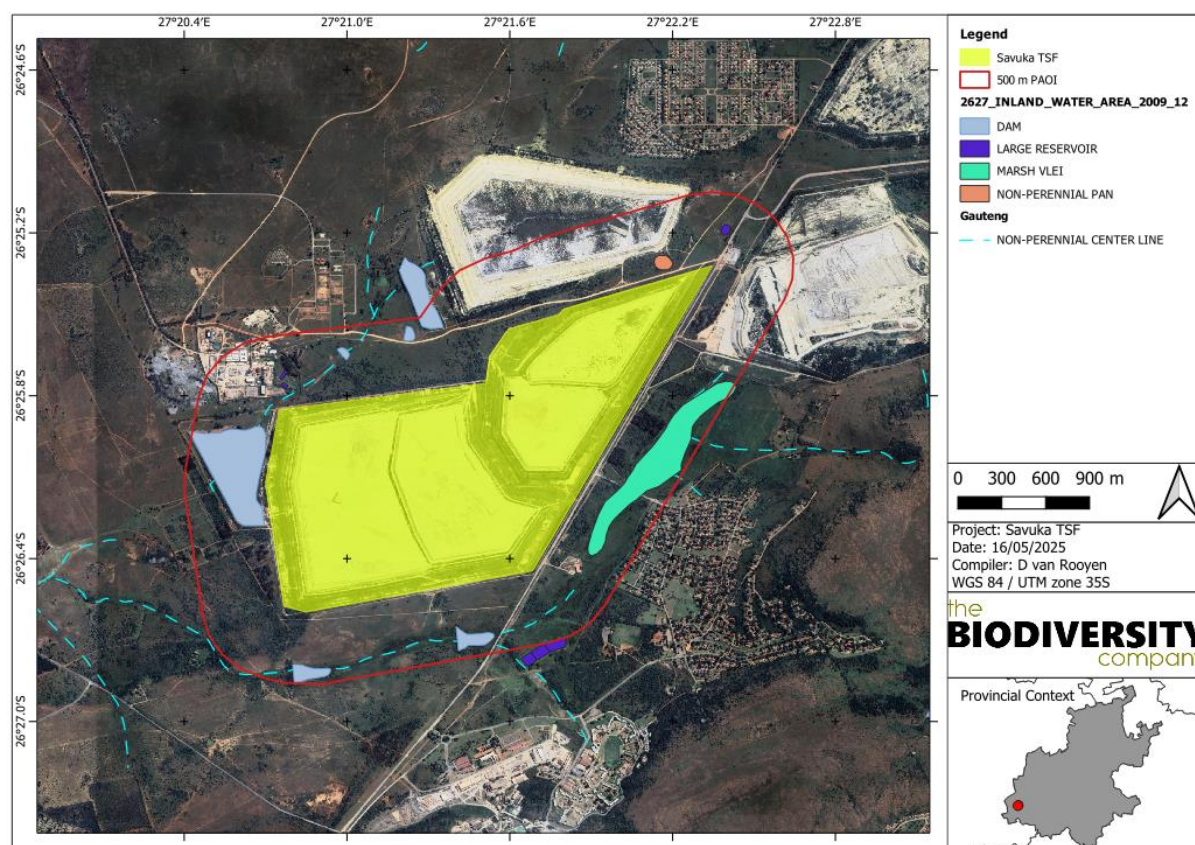 27°20.4'E 27°21.0'E 27°21.6'E 27°22.2'E 27°22.8'E
26°24.6'S
26°25.2'S
26°25.8'S
26°26.4'S
26°27.0'S
Legend
Savuka TSF
500 m PAOI
2627_INLAND_WATER_AREA_2009_12
DAM
LARGE RESERVOIR
MARSH VLEI
NON-PERENNIAL PAN
Gauteng
NON-PERENNIAL CENTER LINE
0 300 600 900 m
Project: Savuka TSF
Date: 16/05/2025
Compiler: D van Rooyen
WGS 84 / UTM zone 35S
the
BIODIVERSITY
company
Provincial Context